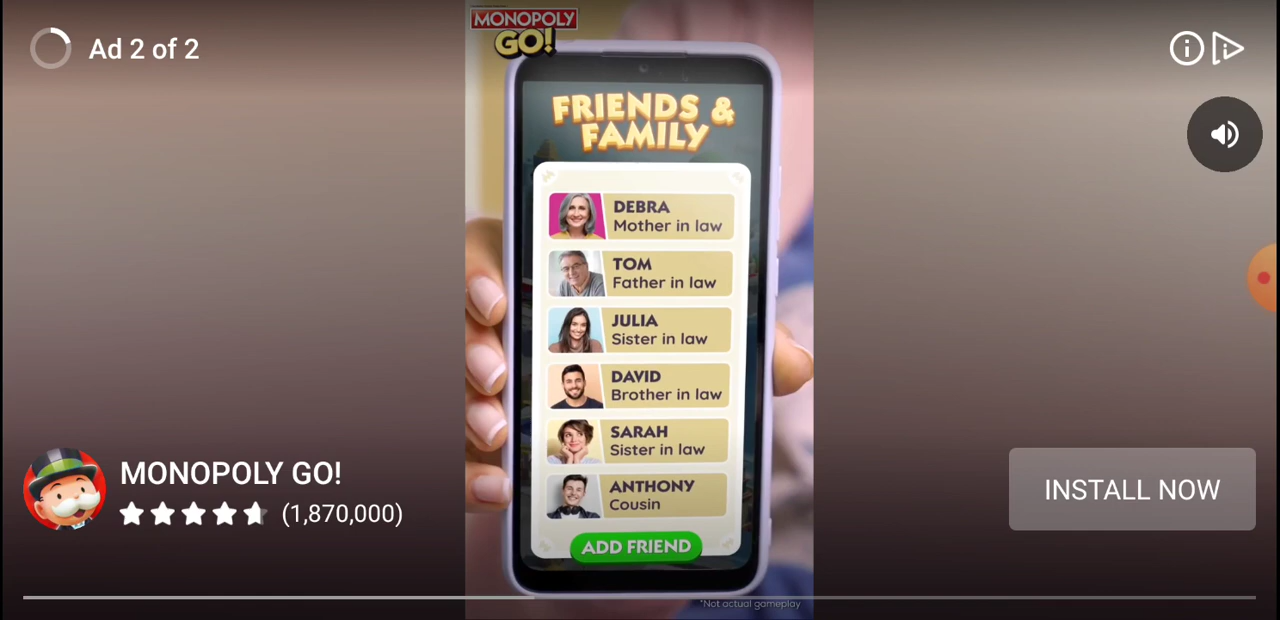 Ad 2 of 2
MONOPOLY
GO!
FRIENDS &
FAMILY
DEBRA
Mother in law
TOM
Father in law
JULIA
Sister in law
DAVID
Brother in law
SARAH
Sister in law
ANTHONY
Cousin
ADD FRIEND
MONOPOLY GO!
(1,870,000)
INSTALL NOW
*Not actual gameplay